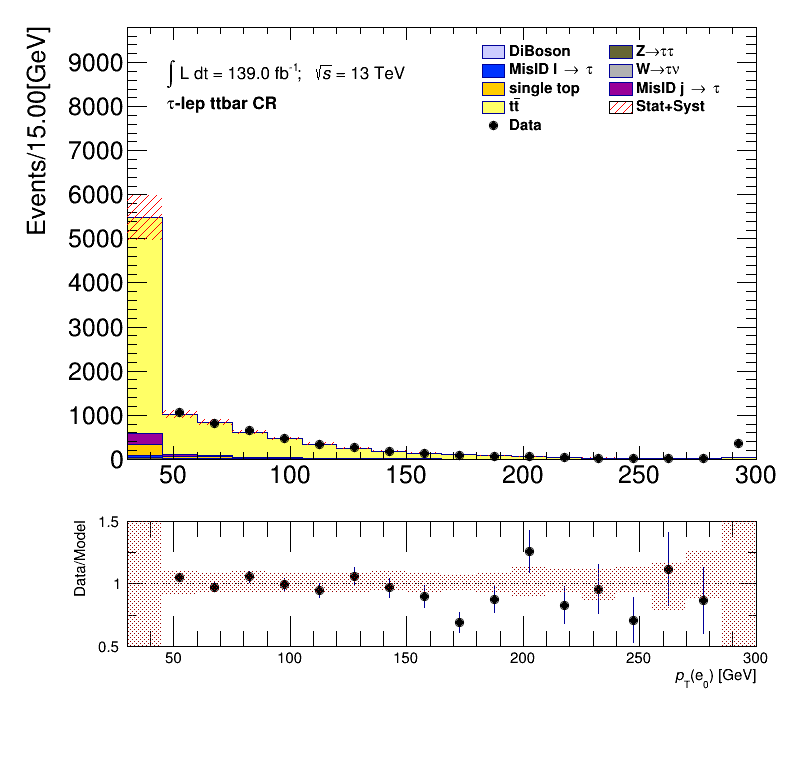 Events/15.00[GeV]
9000
8000
7000
6000
5000
4000
3000
2000
1000
0
∫ L dt = 139.0 fb⁻¹; √s = 13 TeV
τ-lep ttbar CR
DiBoson
MisID l → τ
single top
tt̄
Data
Z→ττ
W→τν
MisID j → τ
Stat+Syst
50 100 150 200 250 300
Data/Model
1.5
1
0.5
50 100 150 200 250 300
p_T(e_0) [GeV]